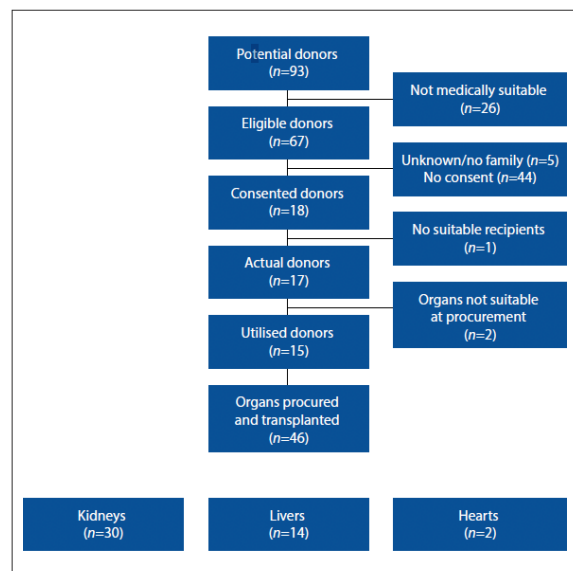 Potential donors
(n=93)
Not medically suitable
(n=26)
Eligible donors
(n=67)
Unknown/no family (n=5)
No consent (n=44)
Consented donors
(n=18)
No suitable recipients
(n=1)
Actual donors
(n=17)
Organs not suitable
at procurement
(n=2)
Utilised donors
(n=15)
Organs procured
and transplanted
(n=46)
Kidneys
(n=30)
Livers
(n=14)
Hearts
(n=2)